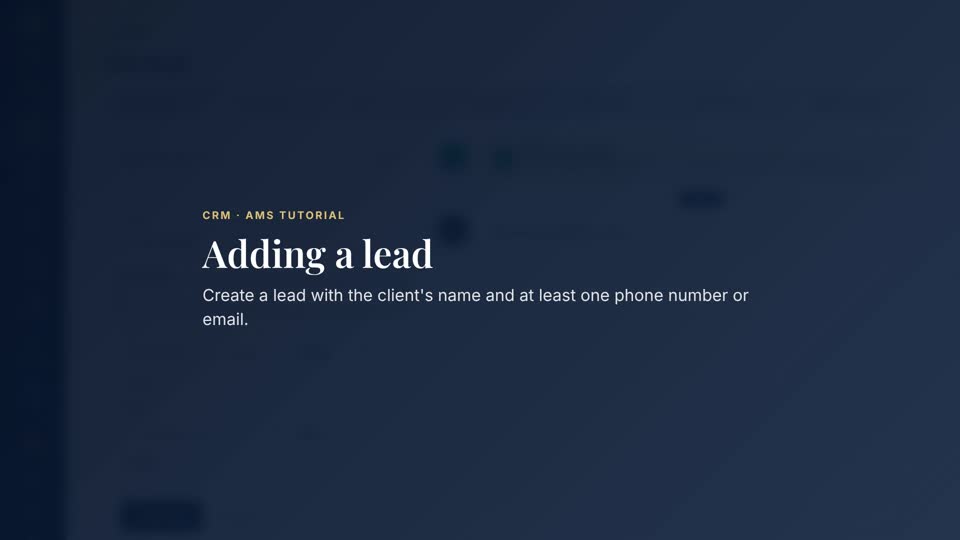 CRM · AMS TUTORIAL
Adding a lead
Create a lead with the client's name and at least one phone number or
email.